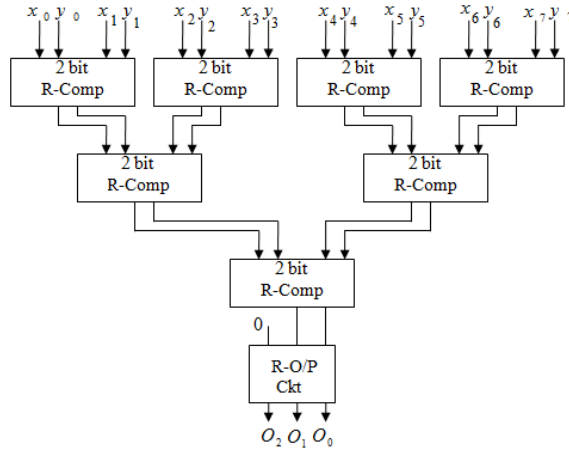 x₀ y₀ x₁ y₁ x₂ y₂ x₃ y₃ x₄ y₄ x₅ y₅ x₆ y₆ x₇ y
2 bit R-Comp
2 bit R-Comp
2 bit R-Comp
2 bit R-Comp
2 bit R-Comp
2 bit R-Comp
2 bit R-Comp
0
R-O/P
Ckt
O₂ O₁ O₀